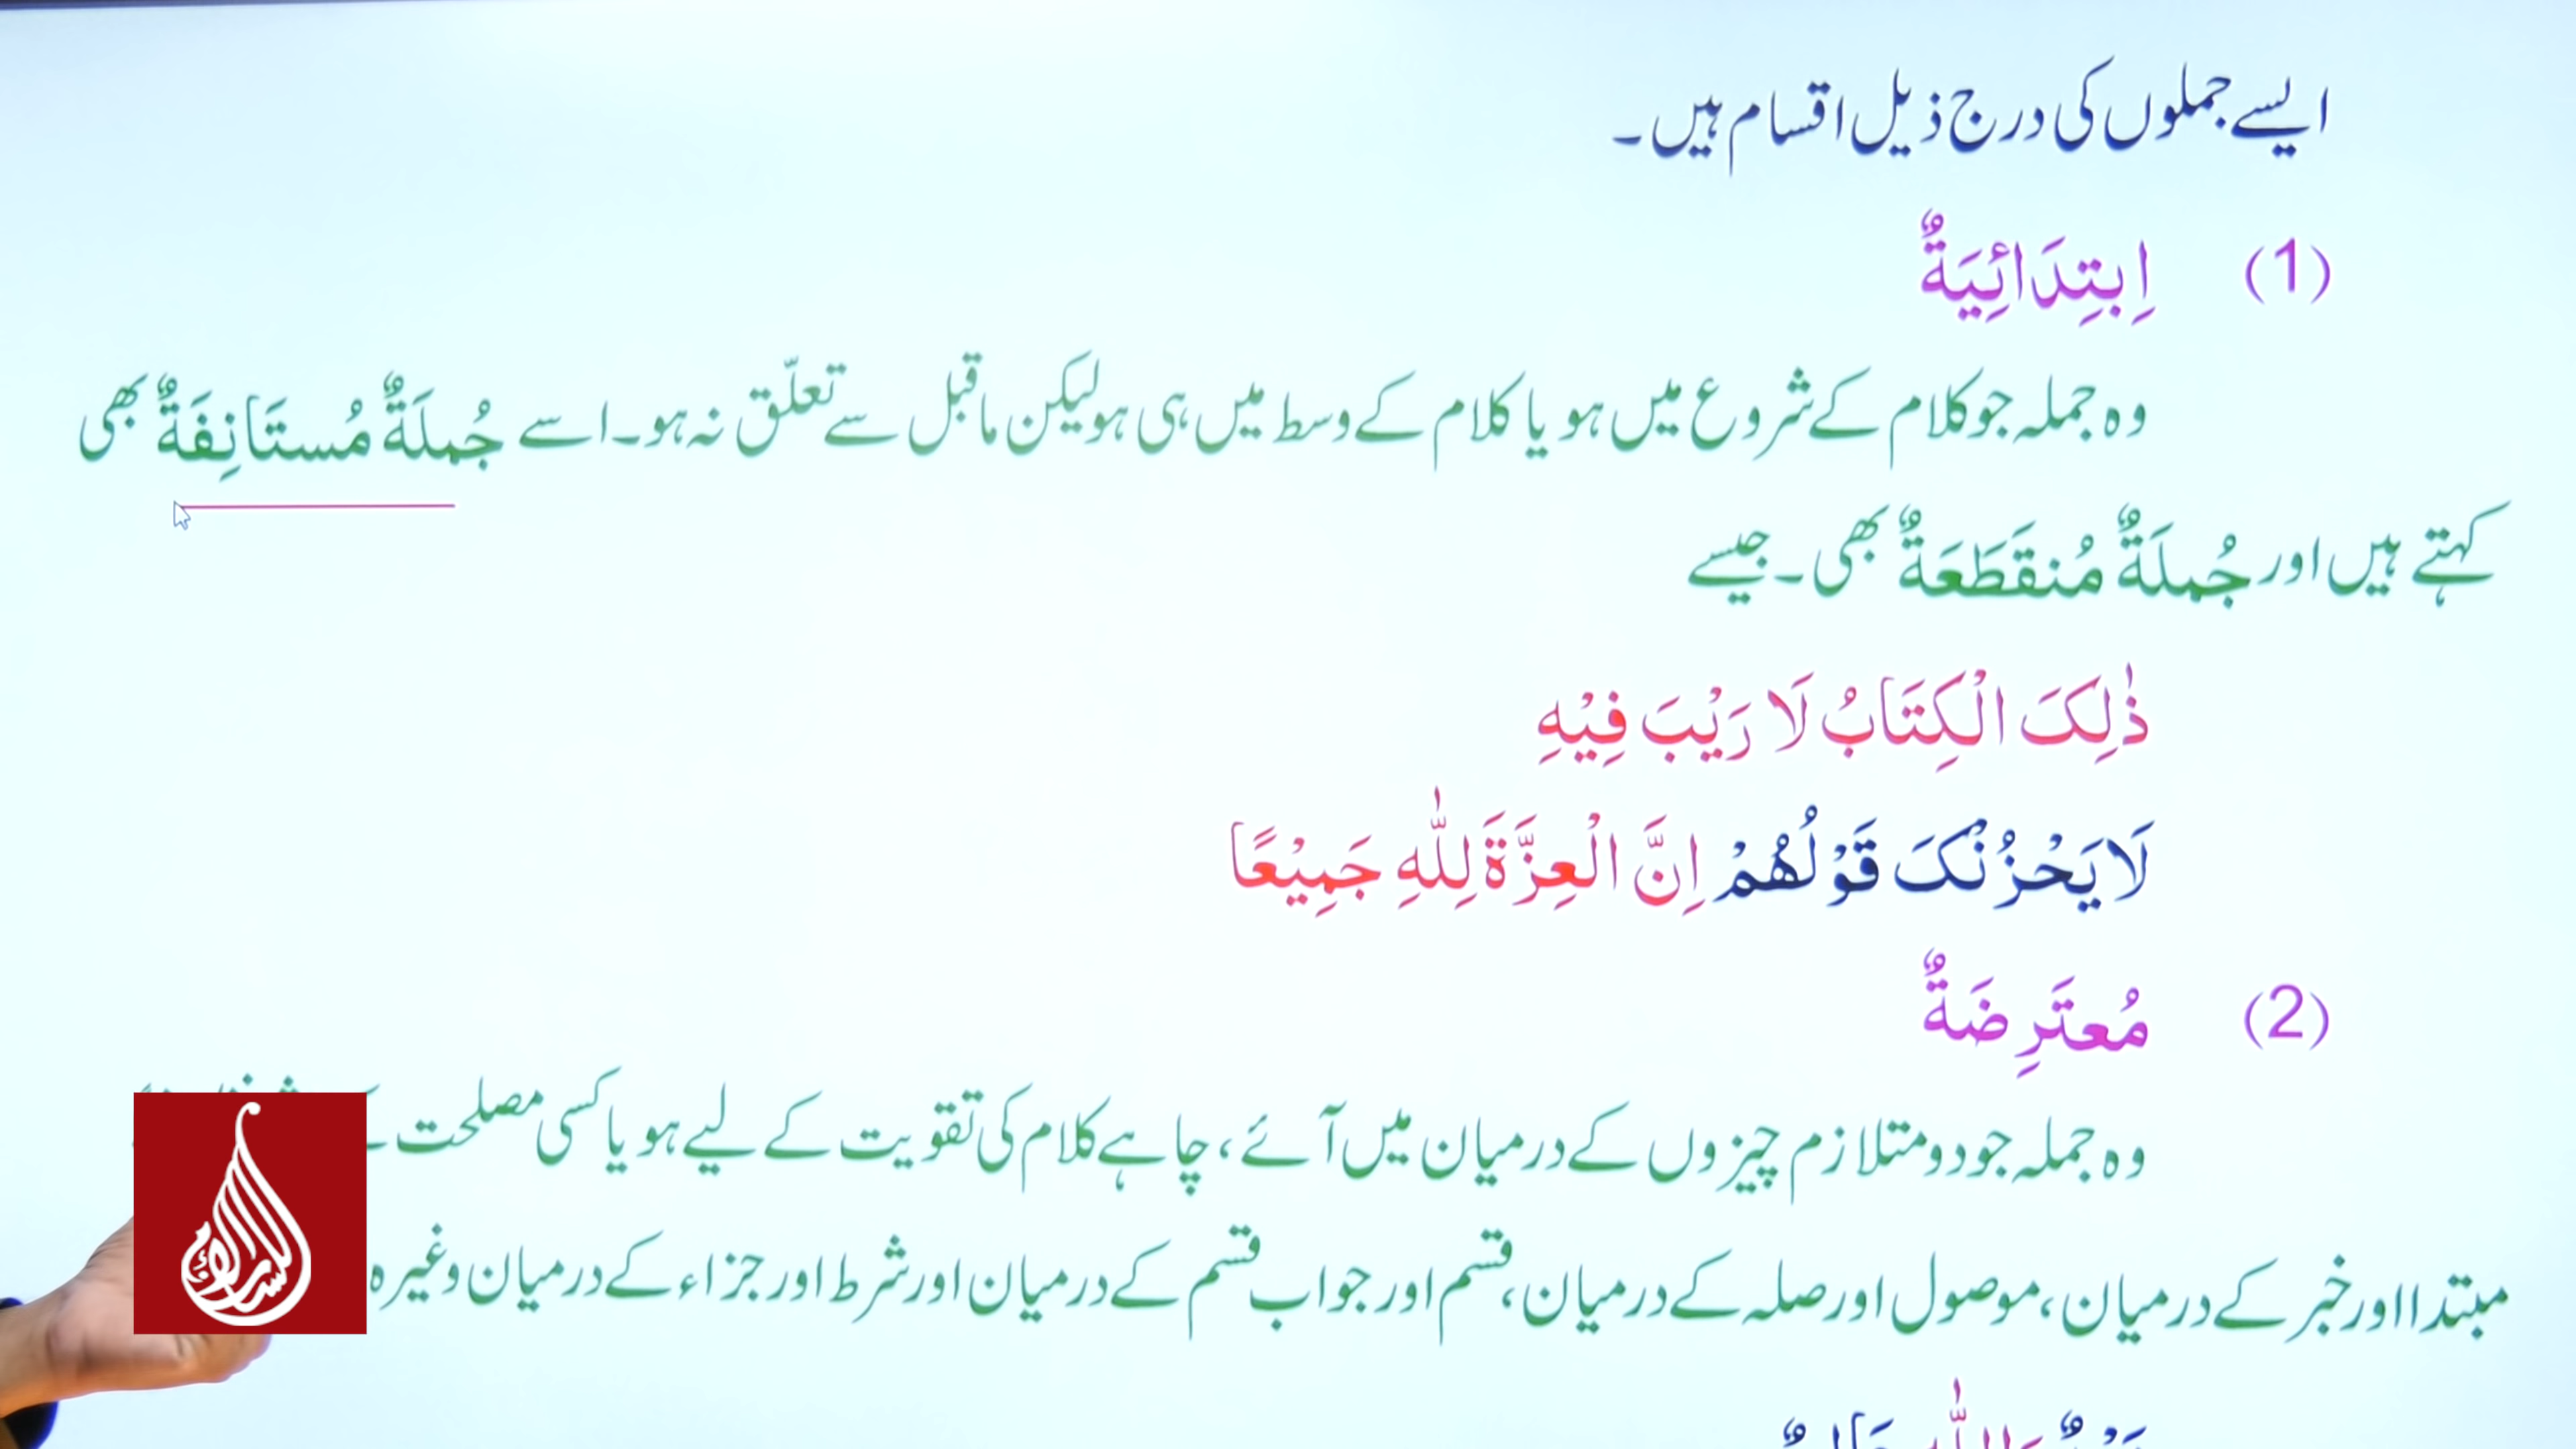 ایسے جملوں کی درج ذیل اقسام ہیں۔
(1) اِبتِدَائِيَةٌ
وہ جملہ جو کلام کے شروع میں ہو یا کلام کے وسط میں ہی ہو لیکن ما قبل سے تعلّق نہ ہو۔ اسے جُملَةٌ مُستَانِفَةٌ بھی
کہتے ہیں اور جُملَةٌ مُنقَطَعَةٌ بھی۔ جیسے
ذٰلِکَ الْکِتَابُ لَا رَیْبَ فِیْہِ
لَا یَحْزُنْکَ قَوْلُھُمْ اِنَّ الْعِزَّۃَ لِلّٰہِ جَمِیْعًا
(2) مُعتَرِضَةٌ
وہ جملہ جو دو متلازم چیزوں کے درمیان میں آئے، چاہے کلام کی تقویت کے لیے ہو یا کسی مصلحت
مبتدا اور خبر کے درمیان، موصول اور صلہ کے درمیان، قسم اور جواب قسم کے درمیان اور شرط اور جزاء کے درمیان وغیرہ